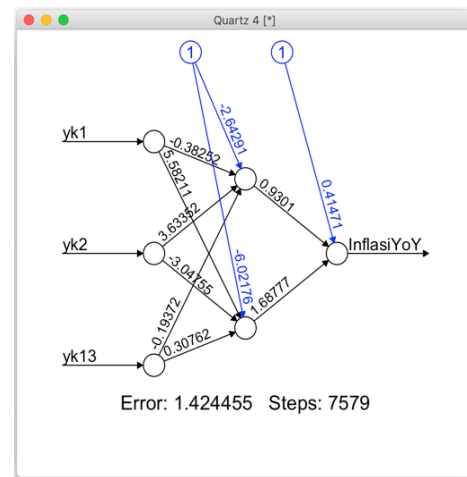 Quartz 4 [*]
1
1
yk1
-0.38252
5.58211
-2.64291
0.9301
0.41471
yk2
3.63352
-3.04755
-6.02176
InflasiYoY
1.68777
-0.19372
0.30762
yk13
Error: 1.424455 Steps: 7579